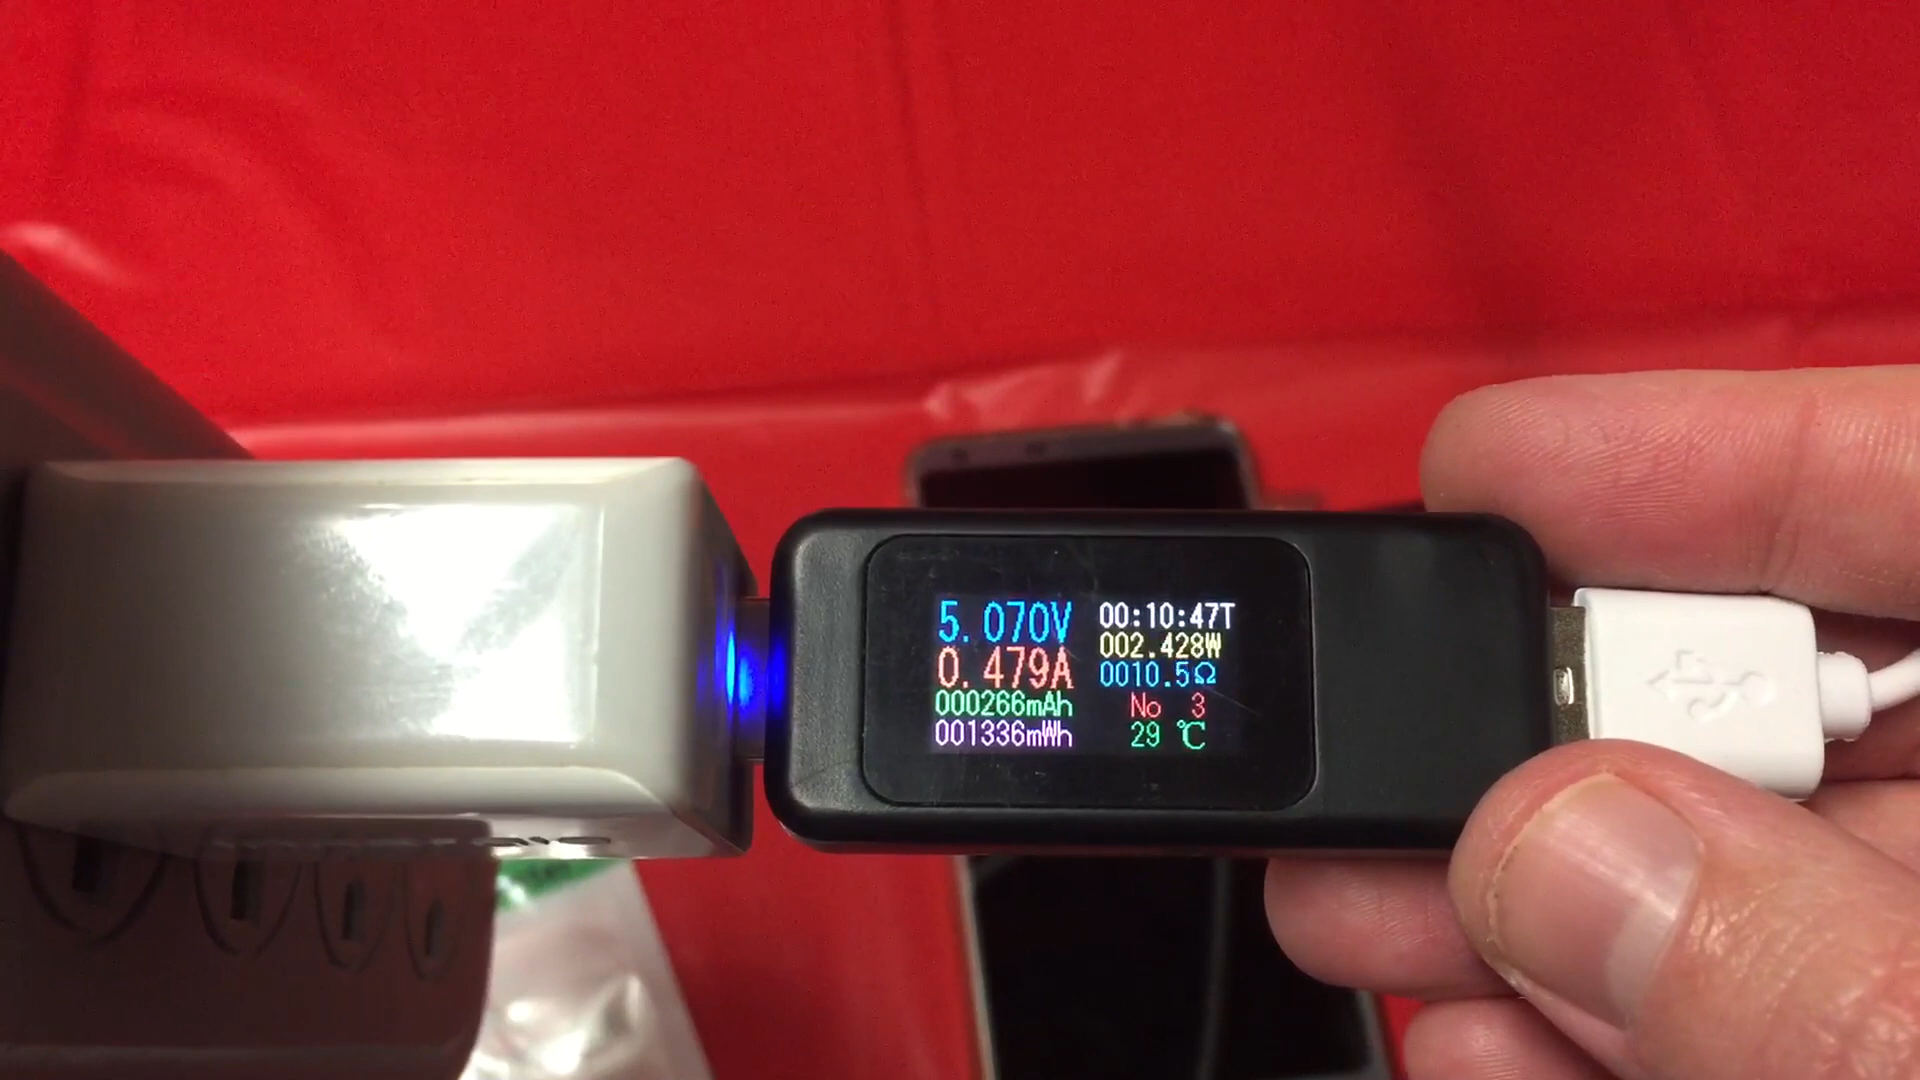 5.070V
0.479A
000266mAh
001336mWh
00:10:47T
002.428W
0010.5Ω
No 3
29 ℃